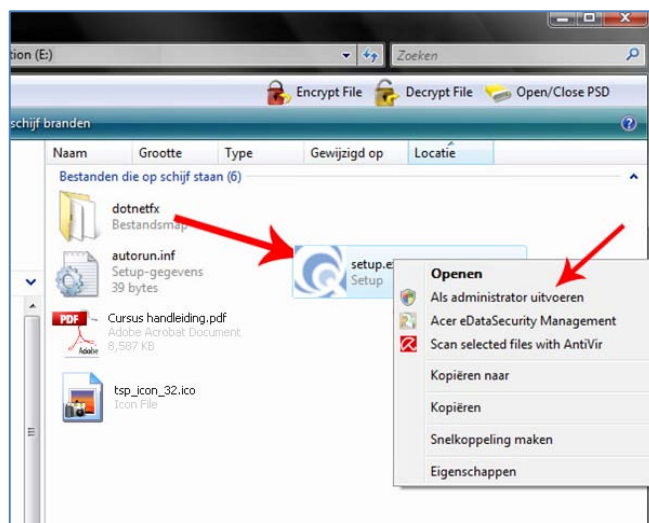 tion (E:)
Zoeken
Encrypt File
Decrypt File
Open/Close PSD
schijf branden
Naam Grootte Type Gewijzigd op Locatie
Bestanden die op schijf staan (6)
dotnetfx
Bestandsmap
autorun.inf
Setup-gegevens
39 bytes
setup.e
Setup
PDF
Adobe
Cursus handleiding.pdf
Adobe Acrobat Document
8,587 KB
tsp_icon_32.ico
Icon File
Openen
Als administrator uitvoeren
Acer eDataSecurity Management
Scan selected files with AntiVir
Kopiëren naar
Kopiëren
Snelkoppeling maken
Eigenschappen